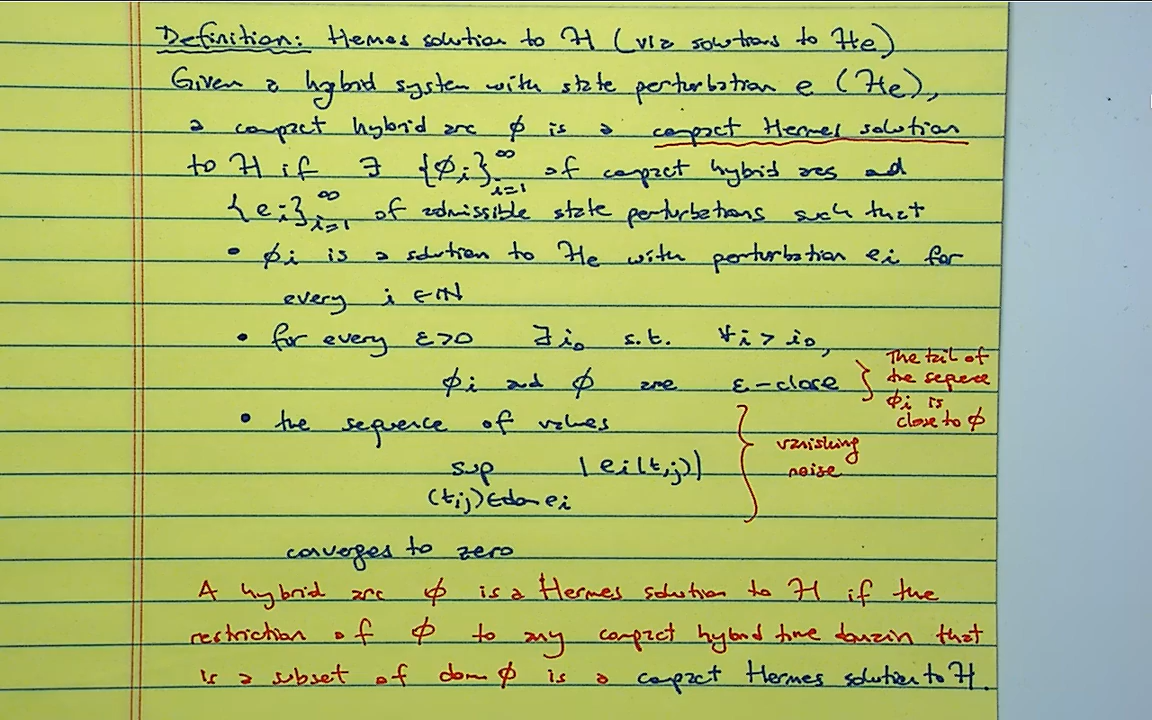 Definition: Hermes solution to H (via solutions to He)
Given a hybrid system with state perturbation e (He),
a compact hybrid arc ϕ is a compact Hermes solution
to H if ∃ {ϕi}∞i=1 of compact hybrid arcs and
{ei}∞i=1 of admissible state perturbations such that
• ϕi is a solution to He with perturbation ei for
every i ∈ ℕ
• for every ε>0 ∃ i0 s.t. ∀i > i0,
ϕi and ϕ are ε-close
The tail of
the sequence
ϕi is
close to ϕ
• the sequence of values
sup |ei(t,j)|
(t,j)∈dom ei
vanishing
noise
converges to zero
A hybrid arc ϕ is a Hermes solution to H if the
restriction of ϕ to any compact hybrid time domain that
is a subset of dom ϕ is a compact Hermes solution to H.